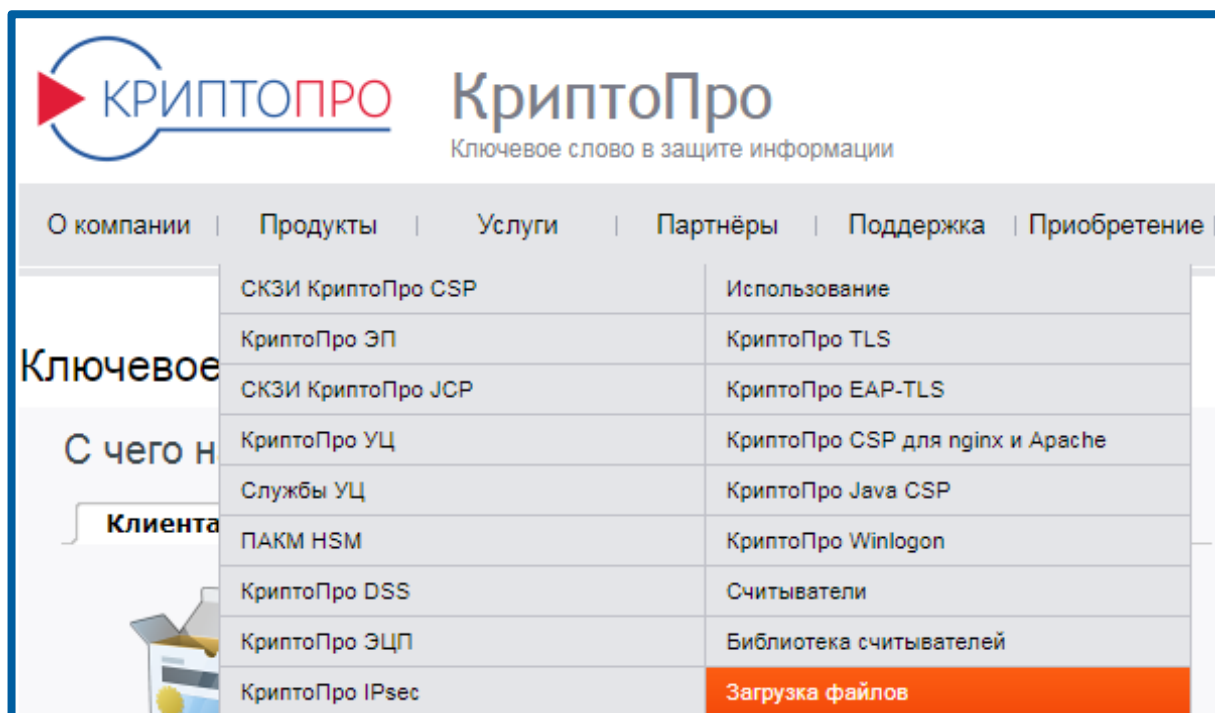 КРИПТОПРО
КриптоПро
Ключевое слово в защите информации
О компании | Продукты | Услуги | Партнёры | Поддержка | Приобретение |
СКЗИ КриптоПро CSP
КриптоПро ЭП
СКЗИ КриптоПро JCP
КриптоПро УЦ
Службы УЦ
ПАКМ HSM
КриптоПро DSS
КриптоПро ЭЦП
КриптоПро IPsec
Использование
КриптоПро TLS
КриптоПро EAP-TLS
КриптоПро CSP для nginx и Apache
КриптоПро Java CSP
КриптоПро Winlogon
Считыватели
Библиотека считывателей
Загрузка файлов
Ключевое
С чего н
Клиента